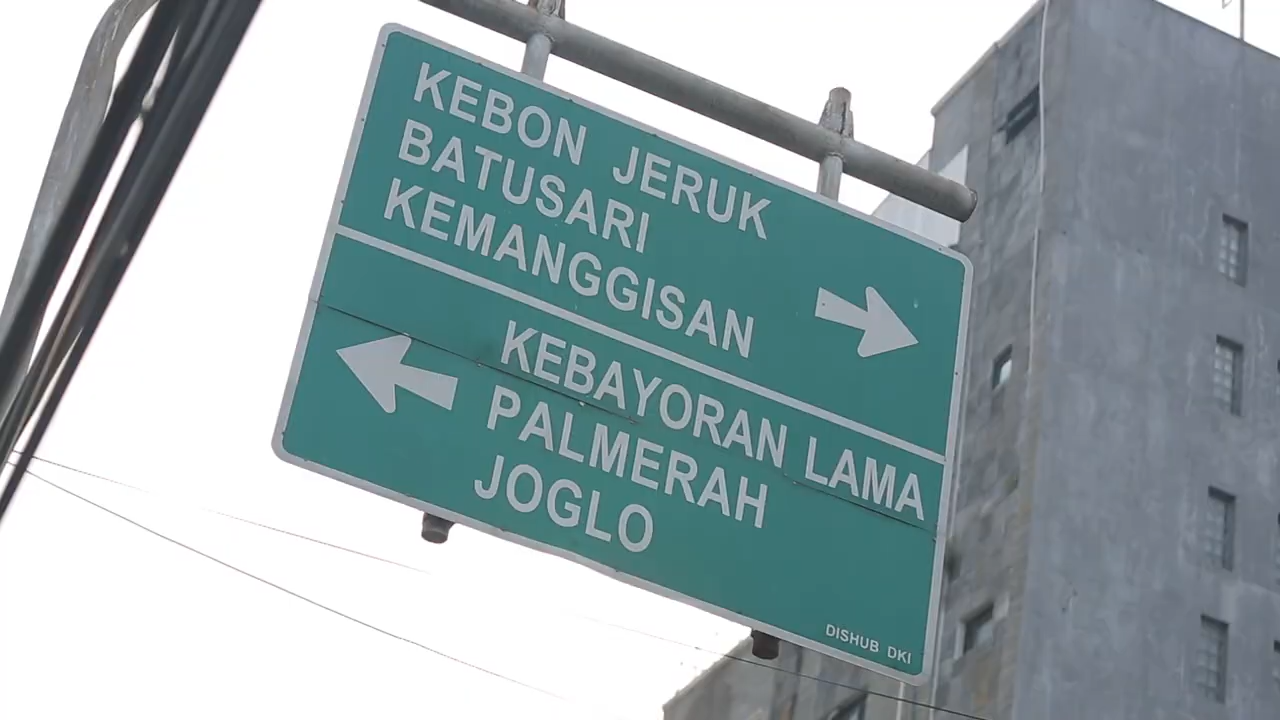 KEBON JERUK
BATUSARI
KEMANGGISAN
KEBAYORAN LAMA
PALMERAH
JOGLO
DISHUB DKI